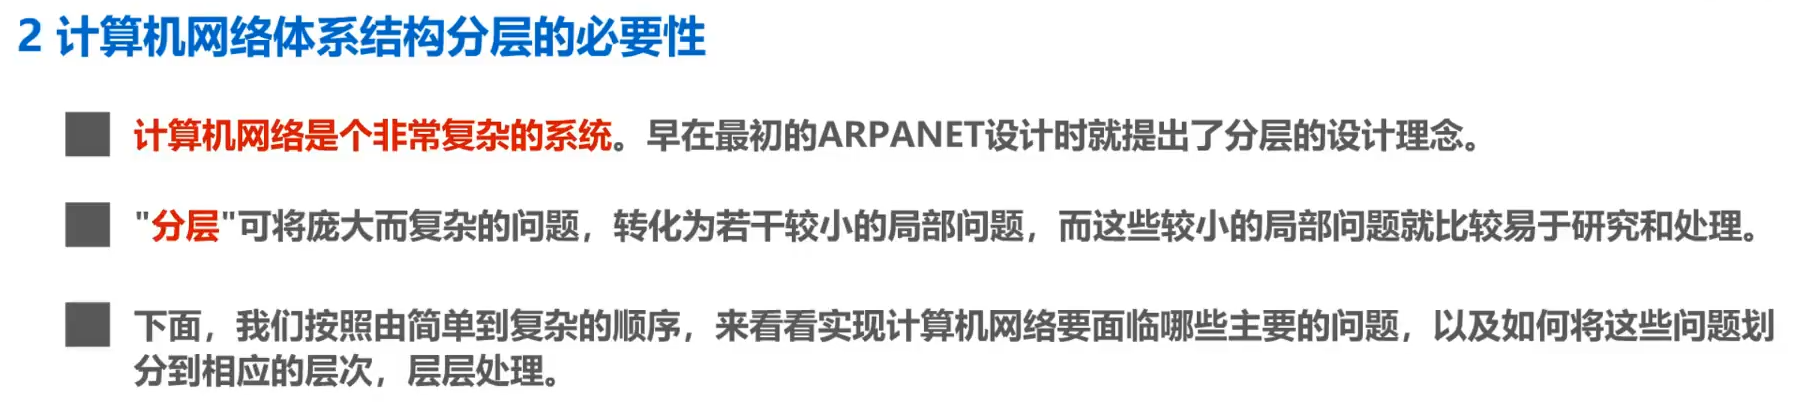 2 计算机网络体系结构分层的必要性
计算机网络是个非常复杂的系统。早在最初的ARPANET设计时就提出了分层的设计理念。
"分层"可将庞大而复杂的问题，转化为若干较小的局部问题，而这些较小的局部问题就比较易于研究和处理。
下面，我们按照由简单到复杂的顺序，来看看实现计算机网络要面临哪些主要的问题，以及如何将这些问题划
分到相应的层次，层层处理。